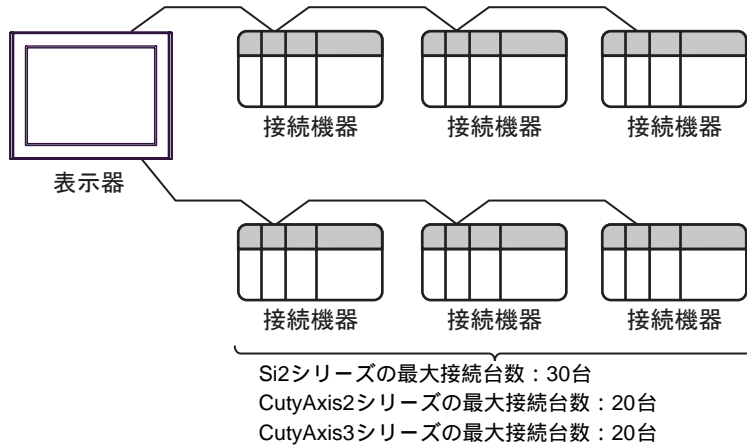 接続機器 接続機器 接続機器
表示器
接続機器 接続機器 接続機器
Si2シリーズの最大接続台数：30台
CutyAxis2シリーズの最大接続台数：20台
CutyAxis3シリーズの最大接続台数：20台